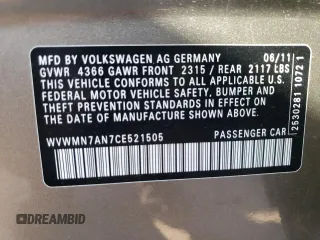 MFD BY VOLKSWAGEN AG GERMANY 06/11
GVWR 4366 GAWR FRONT 2315 / REAR 2117 LBS
THIS VEHICLE CONFORMS TO ALL APPLICABLE
FEDERAL MOTOR VEHICLE SAFETY, BUMPER AND
THEFT PREVENTION STANDARDS IN EFFECT ON
THE DATE OF MANUFACTURE SHOWN ABOVE
WVWMN7AN7CE521505 PASSENGER CAR
2530281 1072 1
© DREAMBID